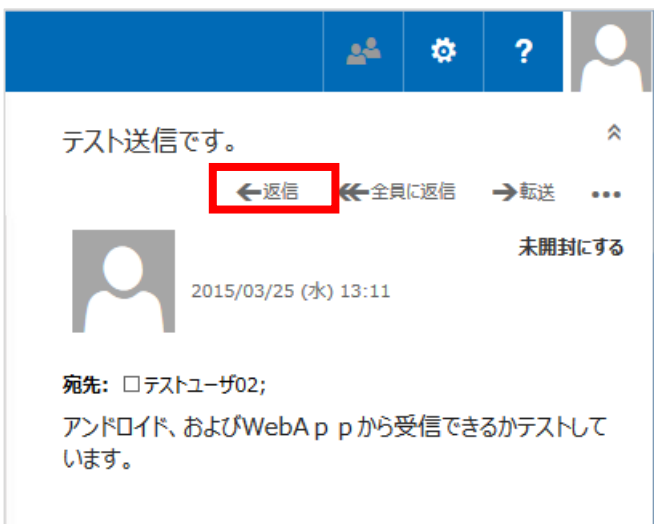 ?
テスト送信です。
返信 全員に返信 転送 •••
未開封にする
2015/03/25 (水) 13:11
宛先: □テストユーザ02;
アンドロイド、およびWebAppから受信できるかテストして
います。